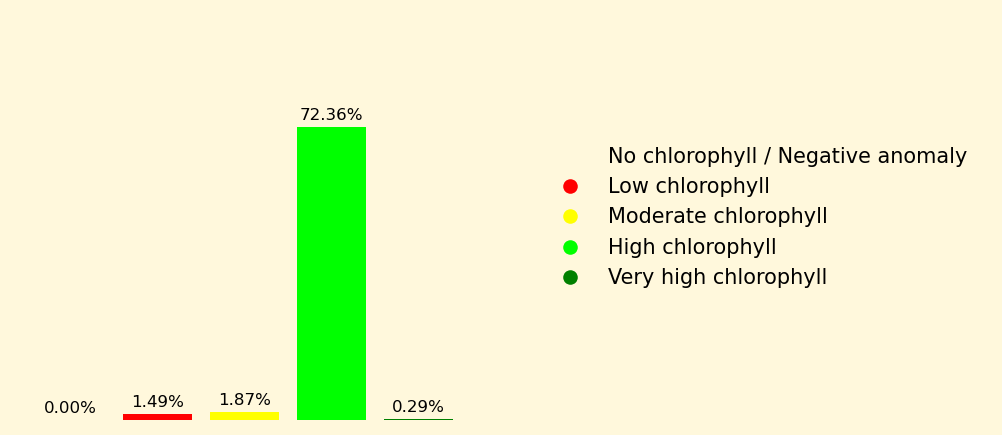 72.36%
0.00%
1.49%
1.87%
0.29%
No chlorophyll / Negative anomaly
Low chlorophyll
Moderate chlorophyll
High chlorophyll
Very high chlorophyll